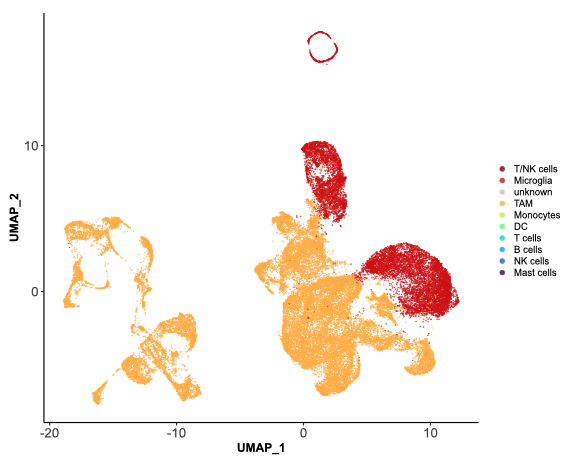 UMAP_2
10
0
-20
-10
0
10
UMAP_1
T/NK cells
Microglia
unknown
TAM
Monocytes
DC
T cells
B cells
NK cells
Mast cells